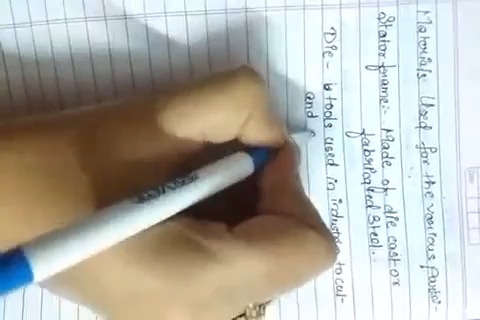 Materials Used for the various parts:-
Stator frame:- Made of die cast or
fabricated Steel.
Die- is tools used in industry to cut-
and